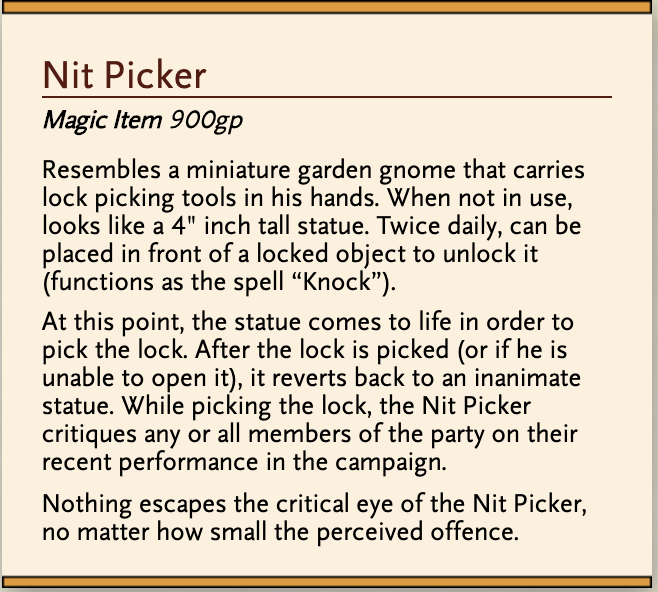 Nit Picker
Magic Item 900gp
Resembles a miniature garden gnome that carries
lock picking tools in his hands. When not in use,
looks like a 4" inch tall statue. Twice daily, can be
placed in front of a locked object to unlock it
(functions as the spell “Knock”).
At this point, the statue comes to life in order to
pick the lock. After the lock is picked (or if he is
unable to open it), it reverts back to an inanimate
statue. While picking the lock, the Nit Picker
critiques any or all members of the party on their
recent performance in the campaign.
Nothing escapes the critical eye of the Nit Picker,
no matter how small the perceived offence.